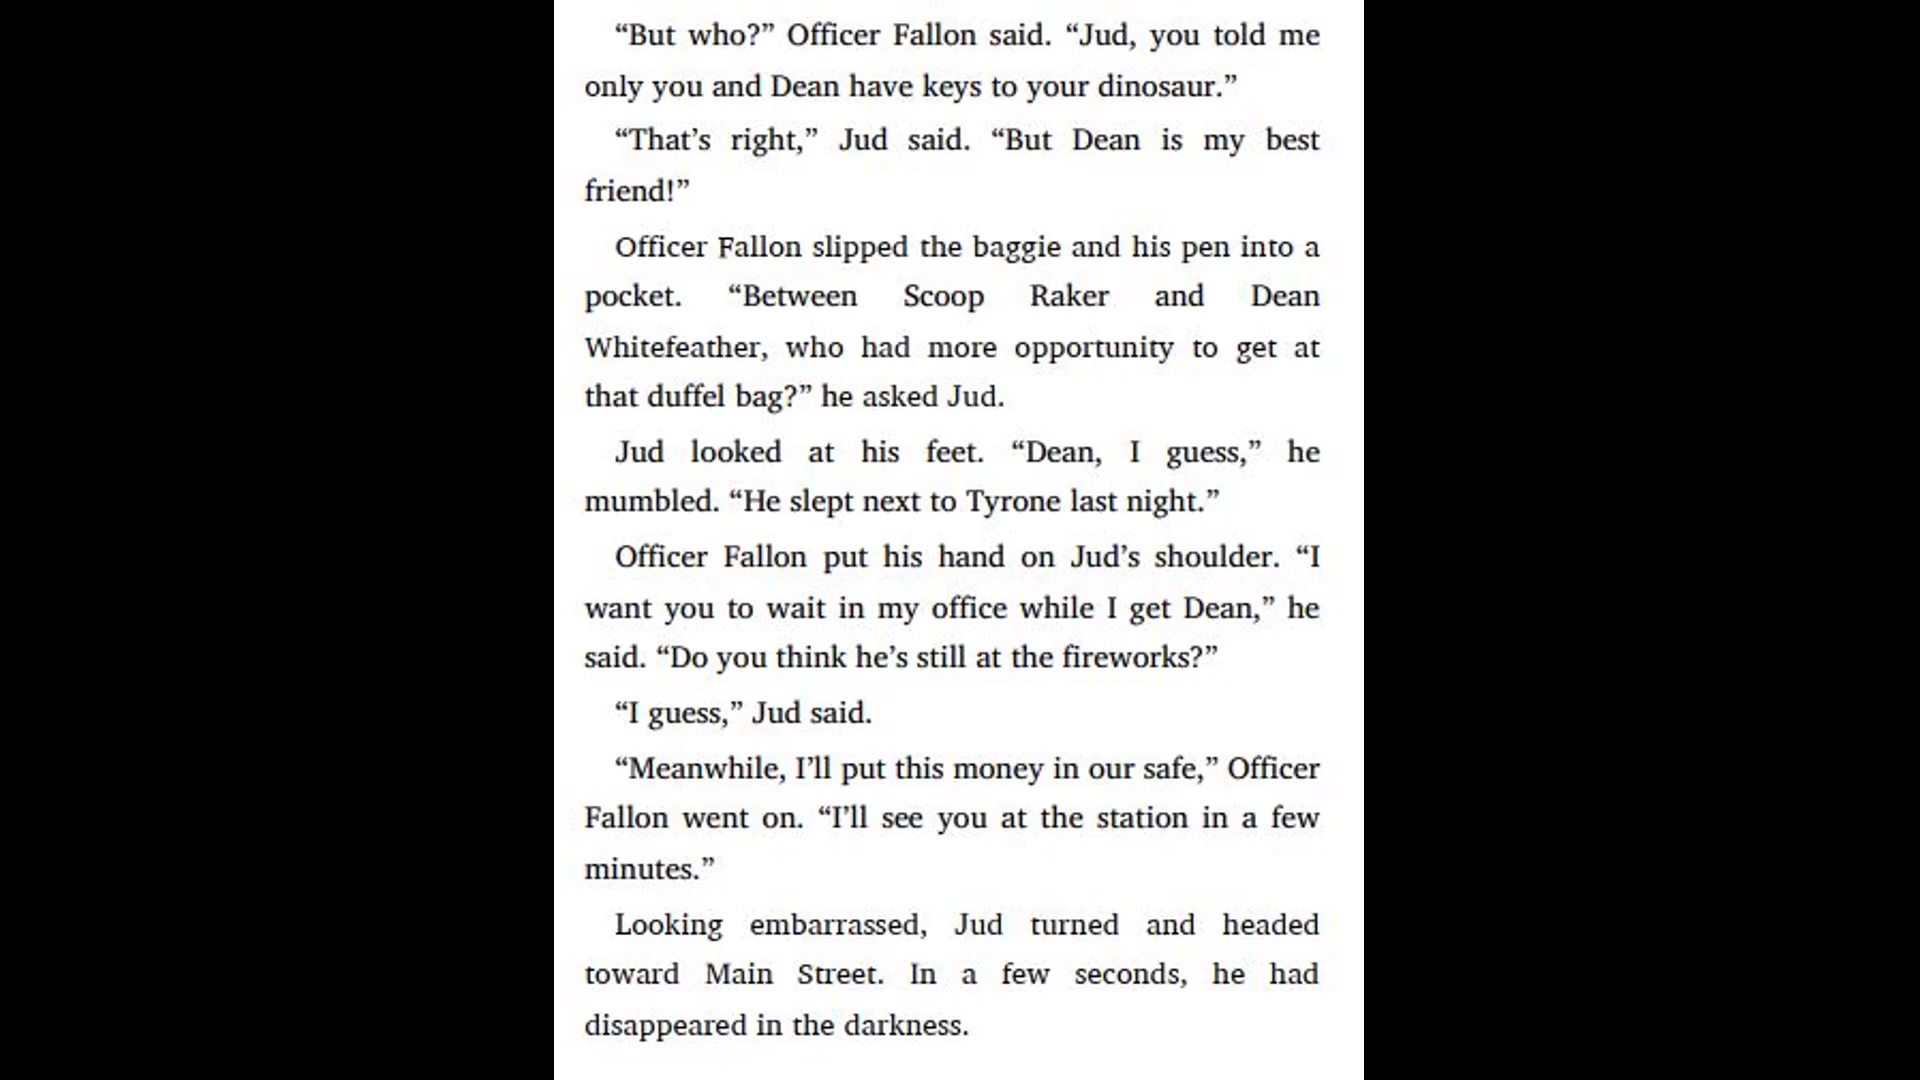 “But who?” Officer Fallon said. “Jud, you told me
only you and Dean have keys to your dinosaur.”
“That’s right,” Jud said. “But Dean is my best
friend!”
Officer Fallon slipped the baggie and his pen into a
pocket. “Between Scoop Raker and Dean
Whitefeather, who had more opportunity to get at
that duffel bag?” he asked Jud.
Jud looked at his feet. “Dean, I guess,” he
mumbled. “He slept next to Tyrone last night.”
Officer Fallon put his hand on Jud’s shoulder. “I
want you to wait in my office while I get Dean,” he
said. “Do you think he’s still at the fireworks?”
“I guess,” Jud said.
“Meanwhile, I’ll put this money in our safe,” Officer
Fallon went on. “I’ll see you at the station in a few
minutes.”
Looking embarrassed, Jud turned and headed
toward Main Street. In a few seconds, he had
disappeared in the darkness.